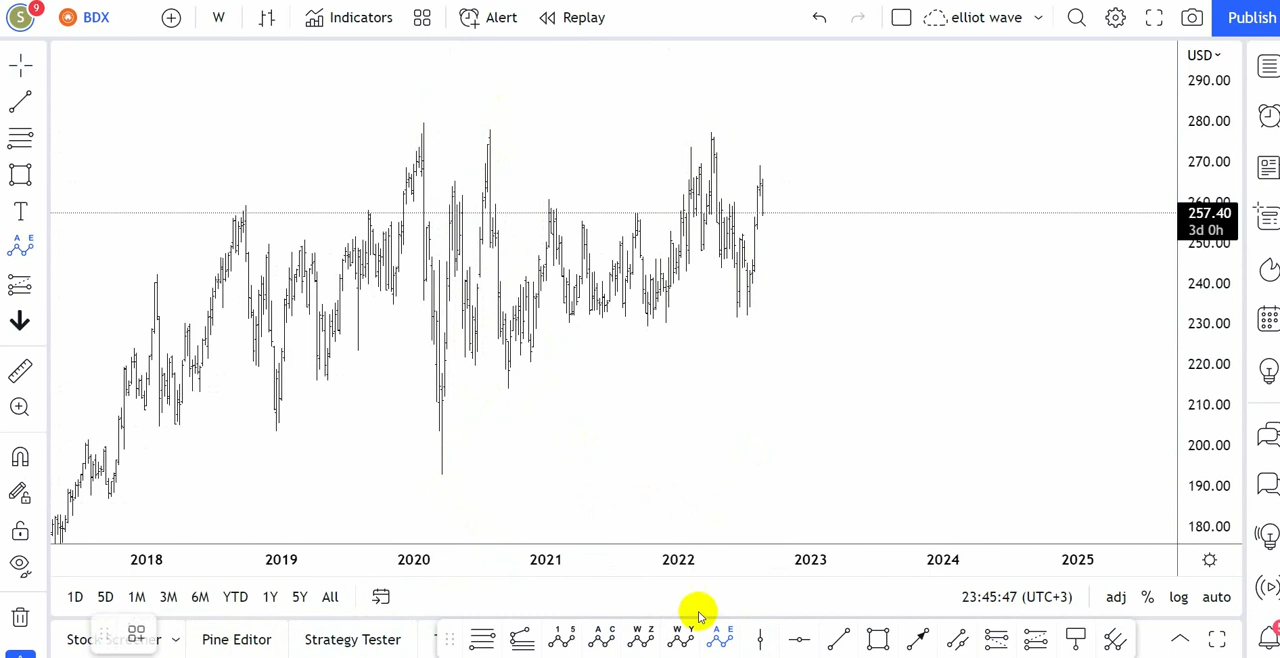 S 9 BDX W Indicators Alert Replay elliot wave Publish
USD
290.00
280.00
270.00
257.40
3d 0h
240.00
230.00
220.00
210.00
200.00
190.00
180.00
A E
T
2018 2019 2020 2021 2022 2023 2024 2025
1D 5D 1M 3M 6M YTD 1Y 5Y All 23:45:47 (UTC+3) adj % log auto
Pine Editor Strategy Tester
1 5 A C W Z W Y A E